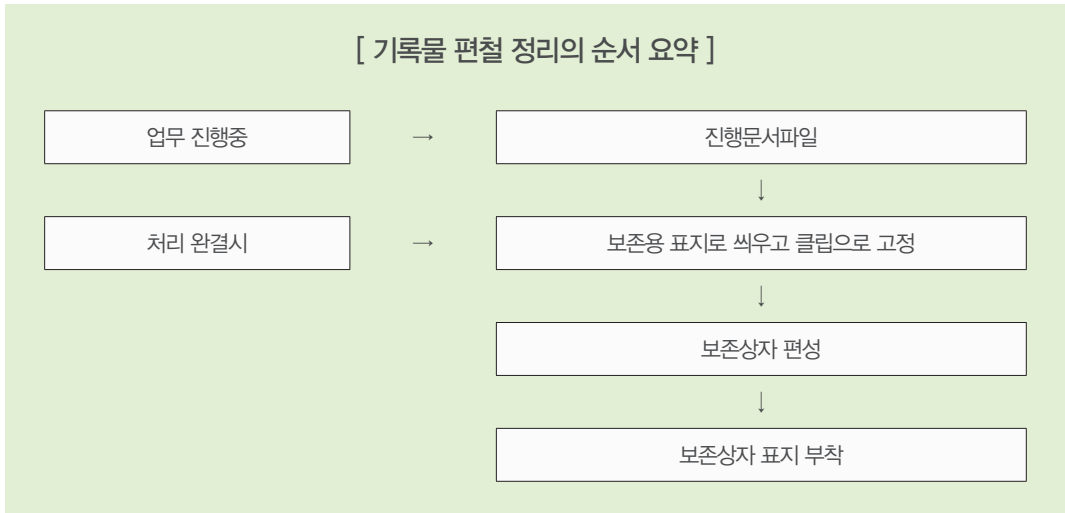 [ 기록물 편철 정리의 순서 요약 ]
업무 진행중 → 진행문서파일
↓
처리 완결시 → 보존용 표지로 씌우고 클립으로 고정
↓
보존상자 편성
↓
보존상자 표지 부착